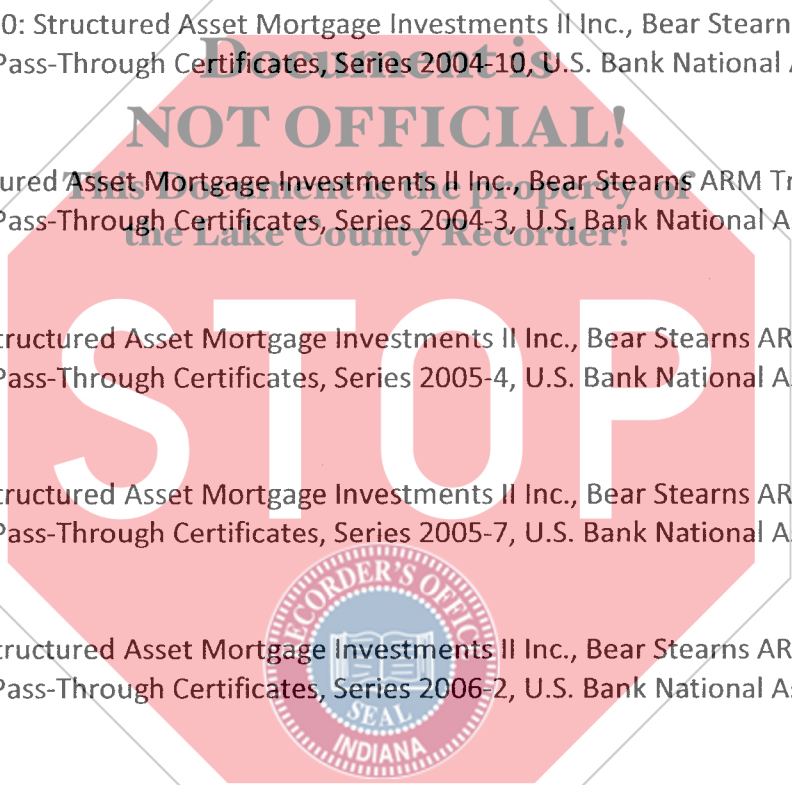 0: Structured Asset Mortgage Investments II Inc., Bear Stearn
Document is
Pass-Through Certificates, Series 2004-10, U.S. Bank National
NOT OFFICIAL!
ured Asset Mortgage Investments II Inc., Bear Stearns ARM Tr
This Document is the property of
Pass-Through Certificates, Series 2004-3, U.S. Bank National A
the Lake County Recorder!
STOP
tructured Asset Mortgage Investments II Inc., Bear Stearns AR
Pass-Through Certificates, Series 2005-4, U.S. Bank National A
tructured Asset Mortgage Investments II Inc., Bear Stearns AR
Pass-Through Certificates, Series 2005-7, U.S. Bank National A
RECORDER'S OFFIC
tructured Asset Mortgage Investments II Inc., Bear Stearns AR
Pass-Through Certificates, Series 2006-2, U.S. Bank National As
SEAL
INDIANA